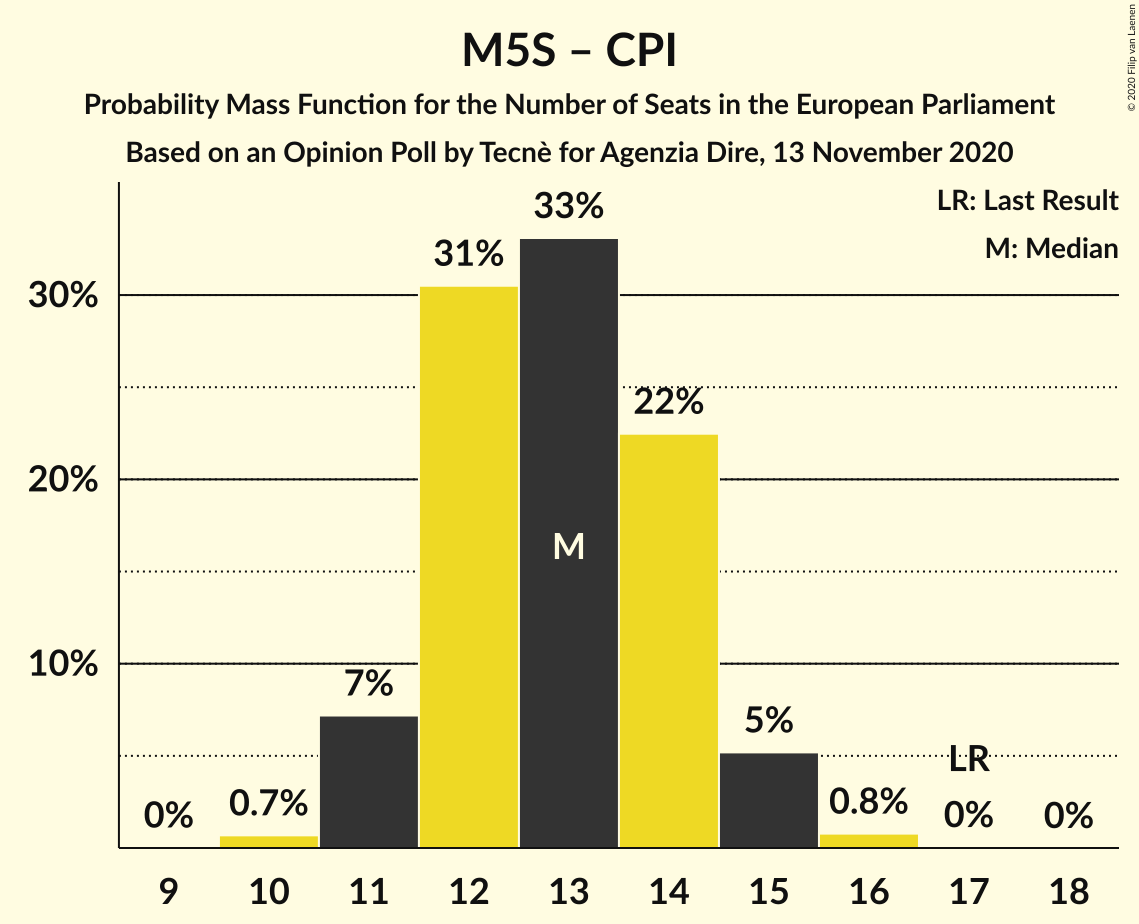 M5S – CPI
Probability Mass Function for the Number of Seats in the European Parliament
Based on an Opinion Poll by Tecnè for Agenzia Dire, 13 November 2020
© 2020 Filip van Laenen
LR: Last Result
M: Median
33%
31%
30%
22%
20%
M
10%
7%
5%
LR
0%
0.7%
0.8%
0%
0%
9 10 11 12 13 14 15 16 17 18